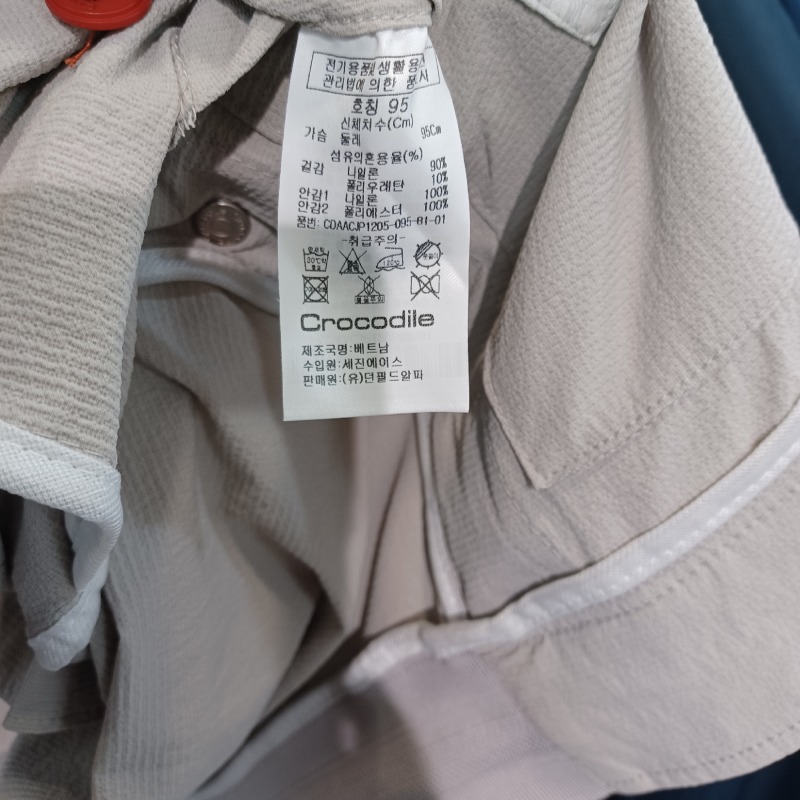 전기용품및생활용
관리법에 의한 품시
호칭 95
신체치수(Cm)
가슴 둘레 95Cm
섬유의혼용율(%)
겉감 나일론 90%
폴리우레탄 10%
안감1 나일론 100%
안감2 폴리에스터 100%
품번: CDAACJP1205-095-81-01
-취급주의-
30℃
120℃
Crocodile
제조국명:베트남
수입원:세진에이스
판매원:(유)던필드알파